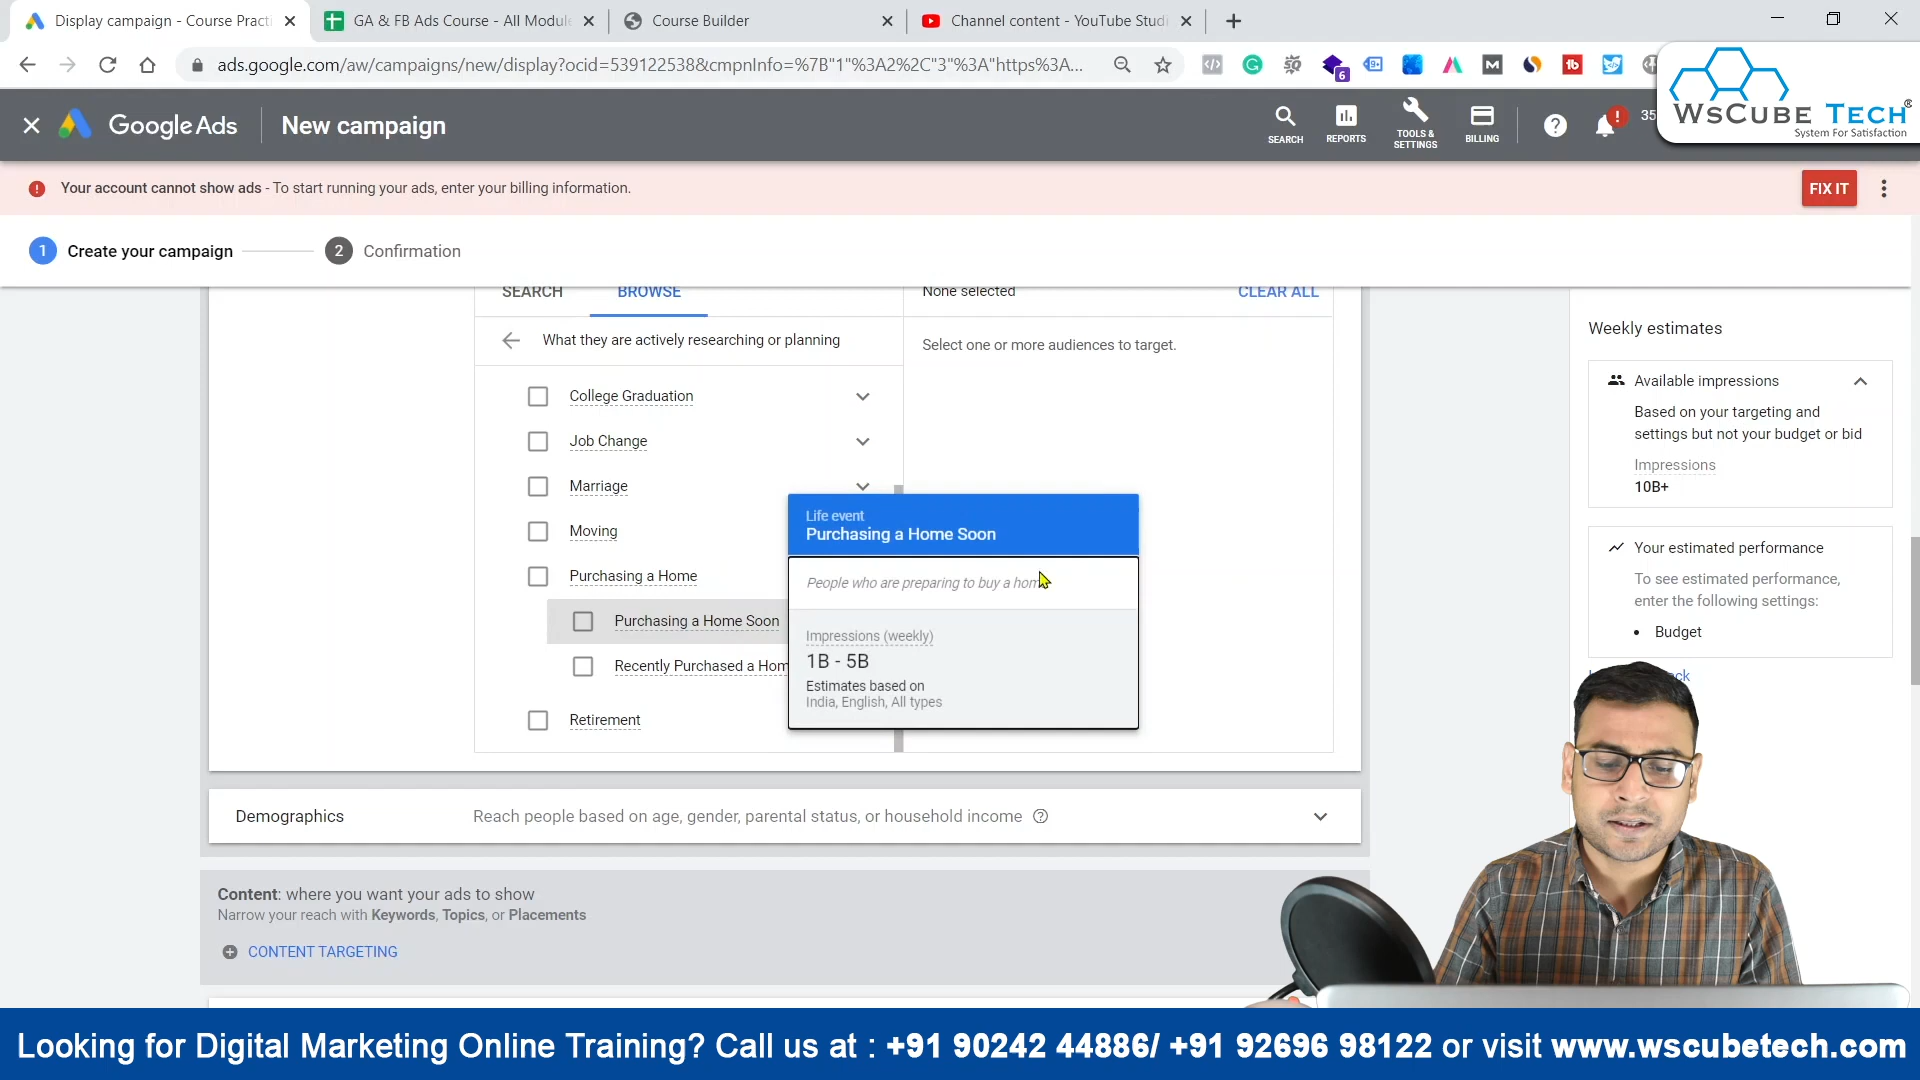 Display campaign - Course Practi
GA & FB Ads Course - All Modul
Course Builder
Channel content - YouTube Studi
ads.google.com/aw/campaigns/new/display?ocid=539122538&cmpnInfo=%7B"1"%3A2%2C"3"%3A"https%3A...
6
Google Ads
New campaign
SEARCH
REPORTS
TOOLS &
SETTINGS
BILLING
35
WsCube Tech®
System For Satisfaction
Your account cannot show ads - To start running your ads, enter your billing information.
FIX IT
1 Create your campaign
2 Confirmation
SEARCH
BROWSE
None selected
CLEAR ALL
What they are actively researching or planning
Select one or more audiences to target.
College Graduation
Job Change
Marriage
Moving
Purchasing a Home
Purchasing a Home Soon
Recently Purchased a Hom
Retirement
Life event
Purchasing a Home Soon
People who are preparing to buy a hom
Impressions (weekly)
1B - 5B
Estimates based on
India, English, All types
Weekly estimates
Available impressions
Based on your targeting and
settings but not your budget or bid
Impressions
10B+
Your estimated performance
To see estimated performance,
enter the following settings:
• Budget
Demographics
Reach people based on age, gender, parental status, or household income
Content: where you want your ads to show
Narrow your reach with Keywords, Topics, or Placements
CONTENT TARGETING
Looking for Digital Marketing Online Training? Call us at : +91 90242 44886/ +91 92696 98122 or visit www.wscubetech.com